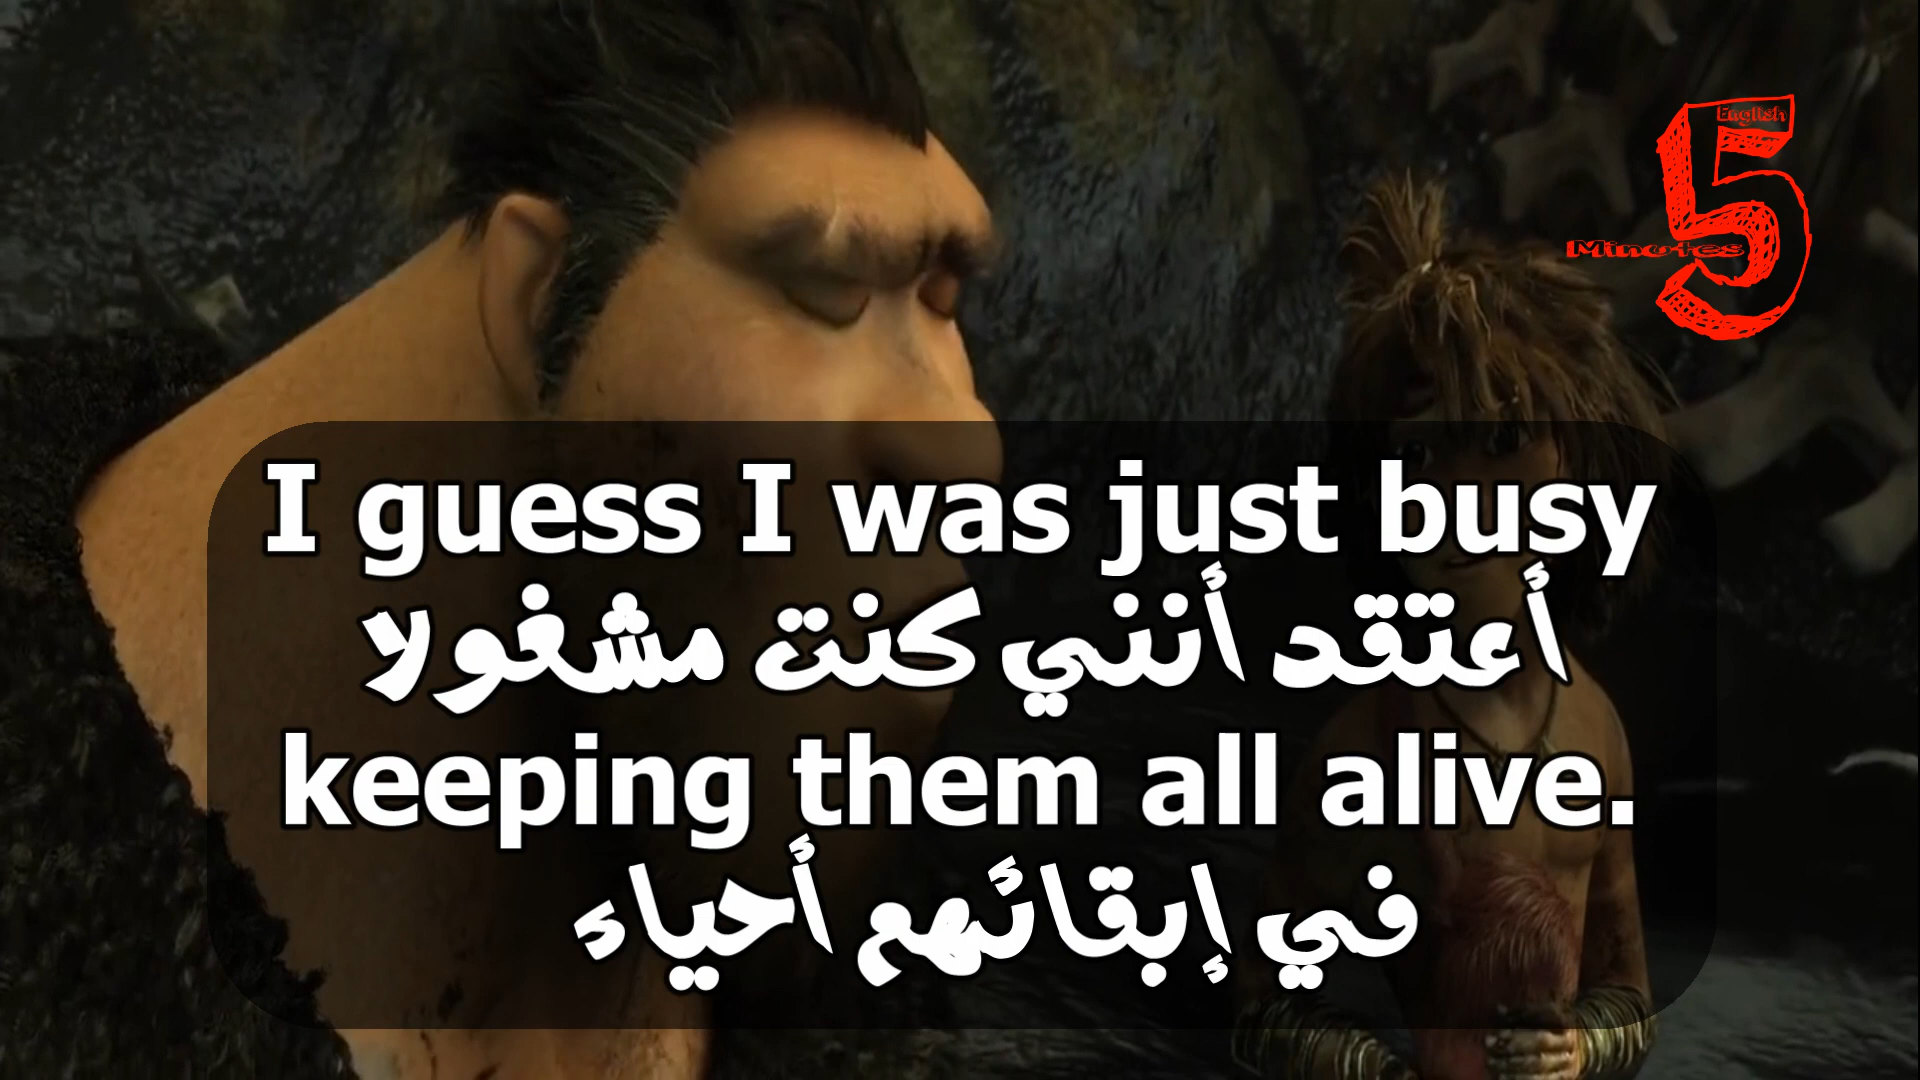 English
5
Minutes
I guess I was just busy
أعتقد أنني كنت مشغولا
keeping them all alive.
في إبقائهم أحياء